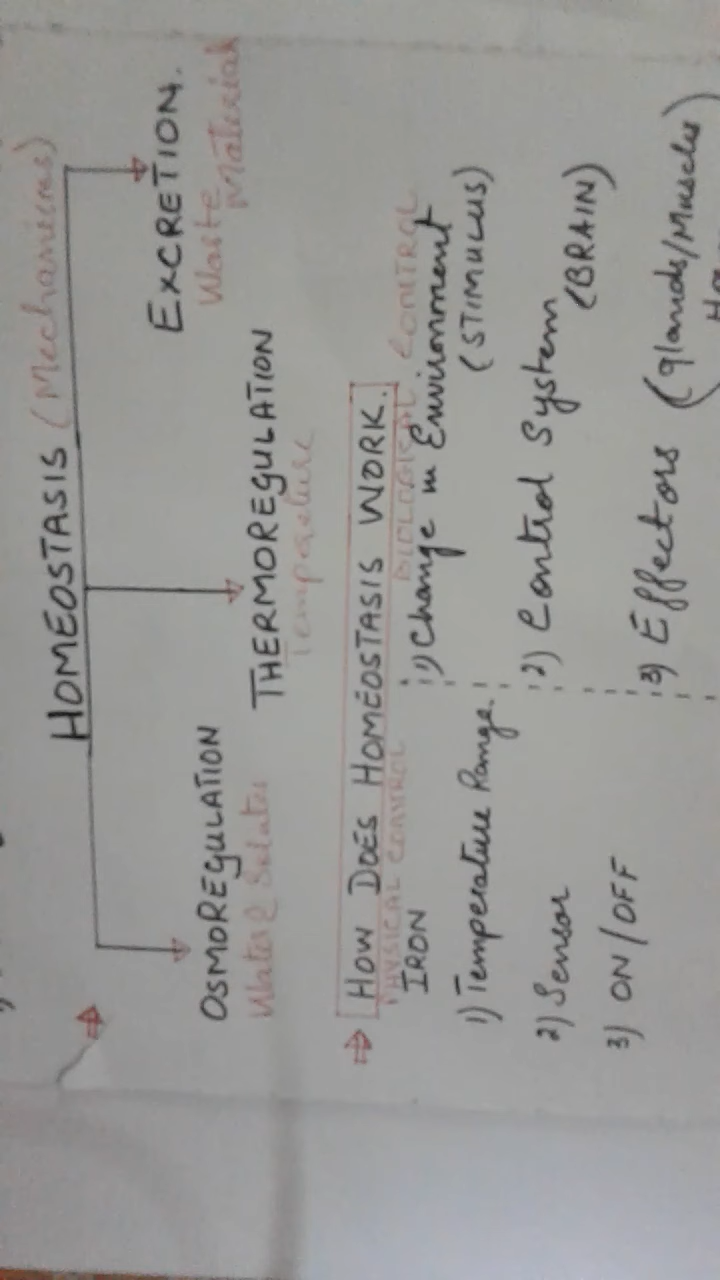 HOMEOSTASIS (Mechanisms)
OSMOREGULATION
Water & Solutes
THERMOREGULATION
Temperature
EXCRETION.
Waste
Materials
HOW DOES HOMEOSTASIS WORK.
PHYSICAL CONTROL
IRON
1) Temperature Range
2) Sensor
3) ON/OFF
BIOLOGICAL CONTROL
1) Change in Environment
(STIMULUS)
2) Control System
(BRAIN)
3) Effectors (glands/Muscles)